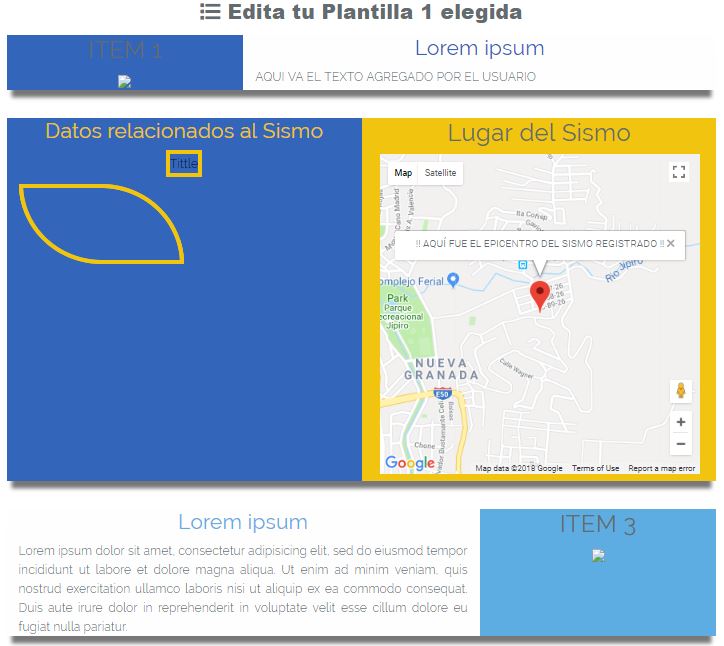 Edita tu Plantilla 1 elegida
ITEM 1
Lorem ipsum
AQUI VA EL TEXTO AGREGADO POR EL USUARIO
Datos relacionados al Sismo
Tittle
Lugar del Sismo
Map
Satellite
!! AQUÍ FUE EL EPICENTRO DEL SISMO REGISTRADO !!
omplejo Ferial
Rio Jipiro
Park
Parque
ecreacional
Jipiro
NUEVA
GRANADA
Calle Wagner
E50
Chone
Google
Map data ©2018 Google
Terms of Use
Report a map error
Lorem ipsum
Lorem ipsum dolor sit amet, consectetur adipisicing elit, sed do eiusmod tempor
incididunt ut labore et dolore magna aliqua. Ut enim ad minim veniam, quis
nostrud exercitation ullamco laboris nisi ut aliquip ex ea commodo consequat.
Duis aute irure dolor in reprehenderit in voluptate velit esse cillum dolore eu
fugiat nulla pariatur.
ITEM 3